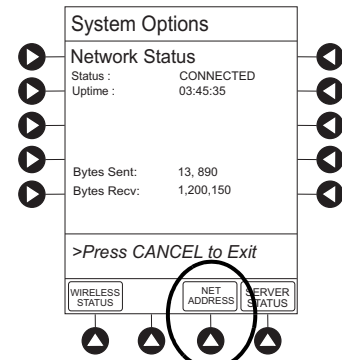 System Options
Network Status
Status : CONNECTED
Uptime : 03:45:35
Bytes Sent: 13, 890
Bytes Recv: 1,200,150
>Press CANCEL to Exit
WIRELESS STATUS
NET ADDRESS
SERVER STATUS